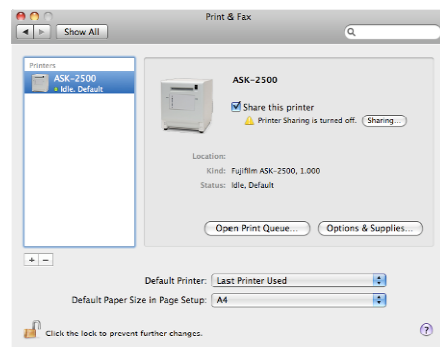 Print & Fax
Show All
Printers
ASK-2500
Idle, Default
ASK-2500
Share this printer
Printer Sharing is turned off. Sharing...
Location:
Kind: Fujifilm ASK-2500, 1.000
Status: Idle, Default
Open Print Queue... Options & Supplies...
+ −
Default Printer: Last Printer Used
Default Paper Size in Page Setup: A4
Click the lock to prevent further changes.
?